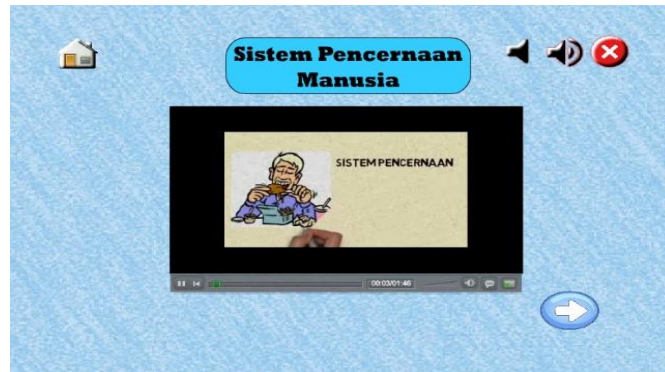 Sistem Pencernaan
Manusia
SISTEM PENCERNAAN
00:03/01:46